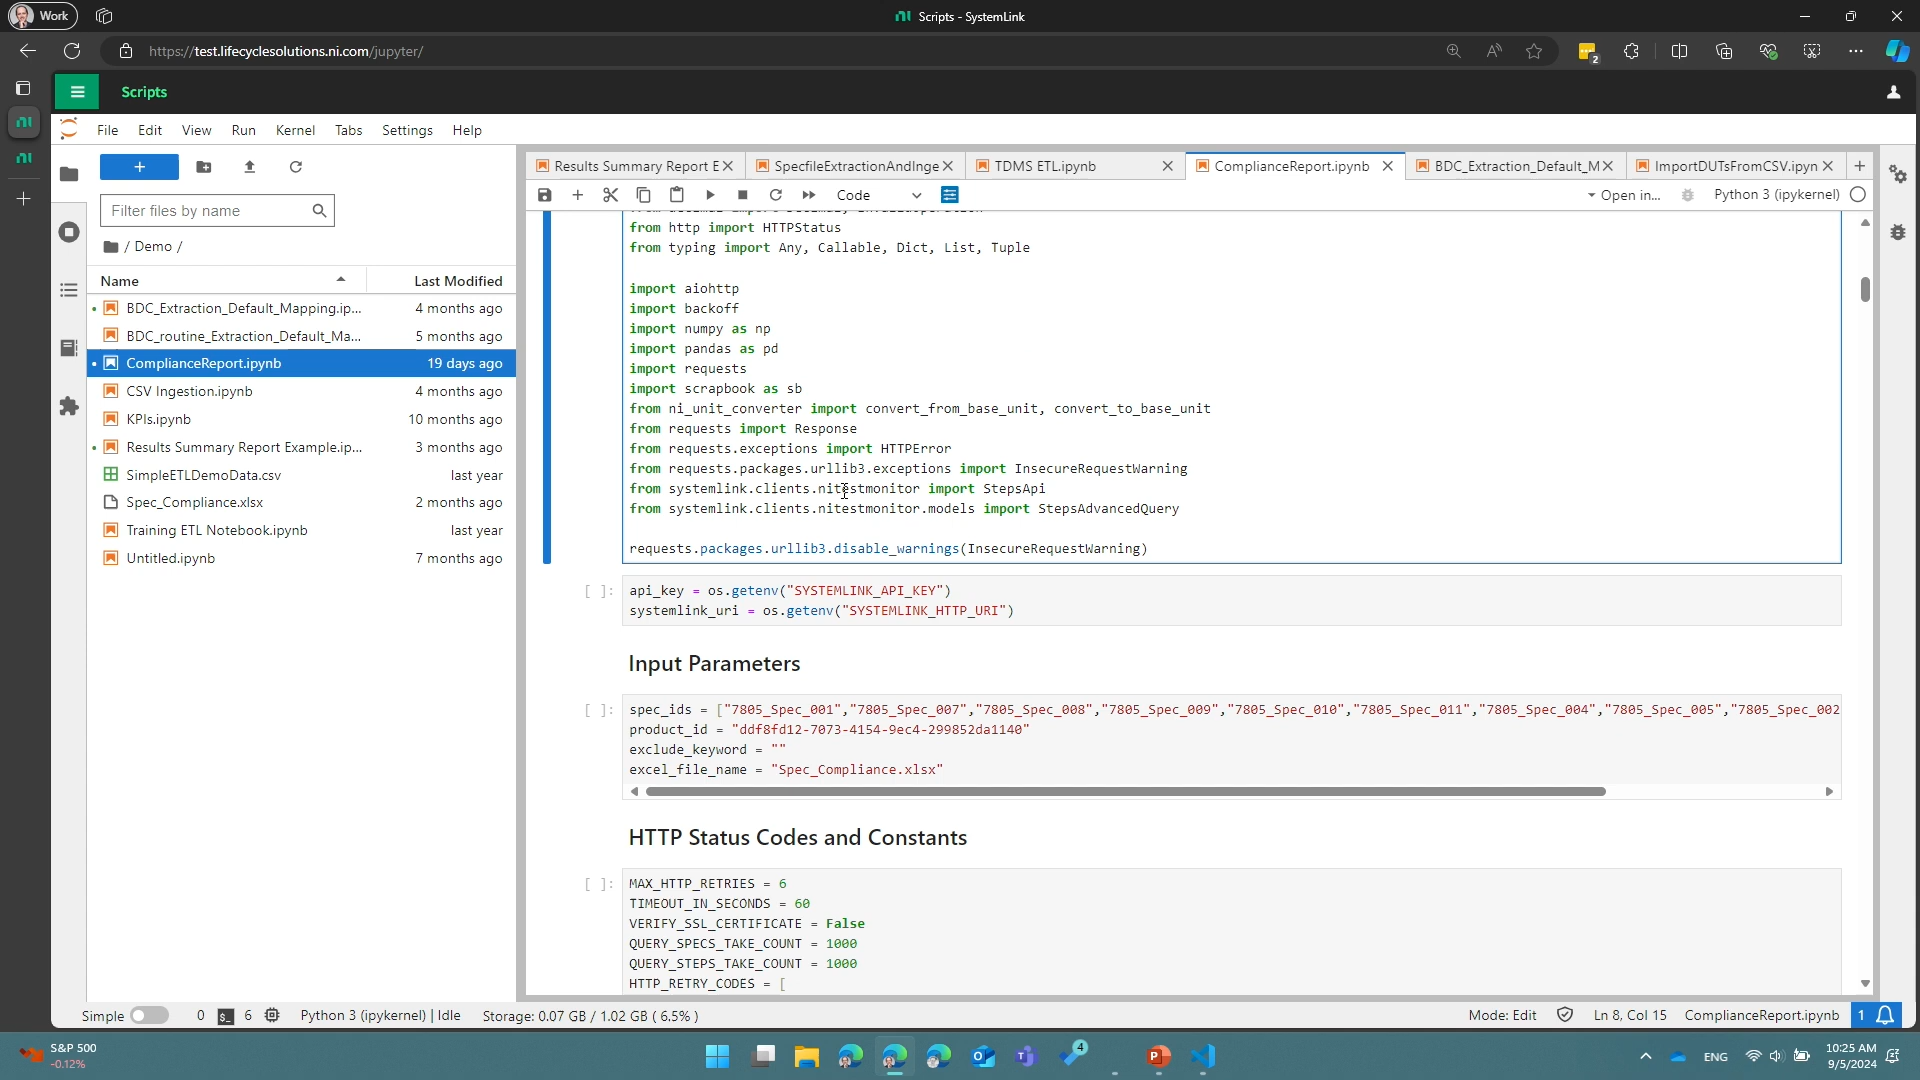 Work
Scripts - SystemLink
https://test.lifecyclesolutions.ni.com/jupyter/
2
Scripts
File Edit View Run Kernel Tabs Settings Help
Results Summary Report E
SpecfileExtractionAndInge
TDMS ETL.ipynb
ComplianceReport.ipynb
BDC_Extraction_Default_M
ImportDUTsFromCSV.ipyn
Code
Open in...
Python 3 (ipykernel)
Filter files by name
/ Demo /
Name Last Modified
BDC_Extraction_Default_Mapping.ip... 4 months ago
BDC_routine_Extraction_Default_Ma... 5 months ago
ComplianceReport.ipynb 19 days ago
CSV Ingestion.ipynb 4 months ago
KPIs.ipynb 10 months ago
Results Summary Report Example.ip... 3 months ago
SimpleETLDemoData.csv last year
Spec_Compliance.xlsx 2 months ago
Training ETL Notebook.ipynb last year
Untitled.ipynb 7 months ago
from http import HTTPStatus
from typing import Any, Callable, Dict, List, Tuple
import aiohttp
import backoff
import numpy as np
import pandas as pd
import requests
import scrapbook as sb
from ni_unit_converter import convert_from_base_unit, convert_to_base_unit
from requests import Response
from requests.exceptions import HTTPError
from requests.packages.urllib3.exceptions import InsecureRequestWarning
from systemlink.clients.nitestmonitor import StepsApi
from systemlink.clients.nitestmonitor.models import StepsAdvancedQuery
requests.packages.urllib3.disable_warnings(InsecureRequestWarning)
[ ]: api_key = os.getenv("SYSTEMLINK_API_KEY")
systemlink_uri = os.getenv("SYSTEMLINK_HTTP_URI")
Input Parameters
[ ]: spec_ids = ["7805_Spec_001","7805_Spec_007","7805_Spec_008","7805_Spec_009","7805_Spec_010","7805_Spec_011","7805_Spec_004","7805_Spec_005","7805_Spec_002
product_id = "ddf8fd12-7073-4154-9ec4-299852da1140"
exclude_keyword = ""
excel_file_name = "Spec_Compliance.xlsx"
HTTP Status Codes and Constants
[ ]: MAX_HTTP_RETRIES = 6
TIMEOUT_IN_SECONDS = 60
VERIFY_SSL_CERTIFICATE = False
QUERY_SPECS_TAKE_COUNT = 1000
QUERY_STEPS_TAKE_COUNT = 1000
HTTP_RETRY_CODES = [
Simple 0 6 Python 3 (ipykernel) | Idle Storage: 0.07 GB / 1.02 GB ( 6.5% )
Mode: Edit Ln 8, Col 15 ComplianceReport.ipynb 1
S&P 500
-0.12%
4
ENG
10:25 AM
9/5/2024